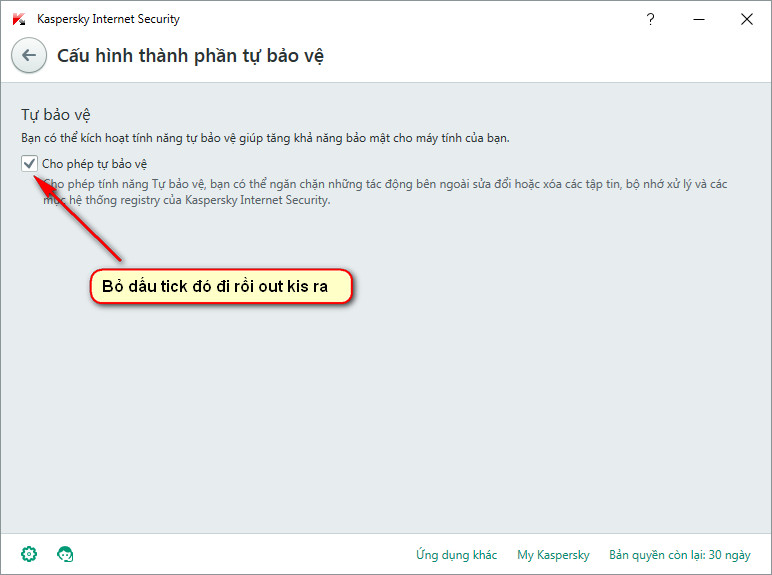 Kaspersky Internet Security
Cấu hình thành phần tự bảo vệ
Tự bảo vệ
Bạn có thể kích hoạt tính năng tự bảo vệ giúp tăng khả năng bảo mật cho máy tính của bạn.
Cho phép tự bảo vệ
Cho phép tính năng Tự bảo vệ, bạn có thể ngăn chặn những tác động bên ngoài sửa đổi hoặc xóa các tập tin, bộ nhớ xử lý và các
mục hệ thống registry của Kaspersky Internet Security.
Bỏ dấu tick đó đi rồi out kis ra
Ứng dụng khác My Kaspersky Bản quyền còn lại: 30 ngày